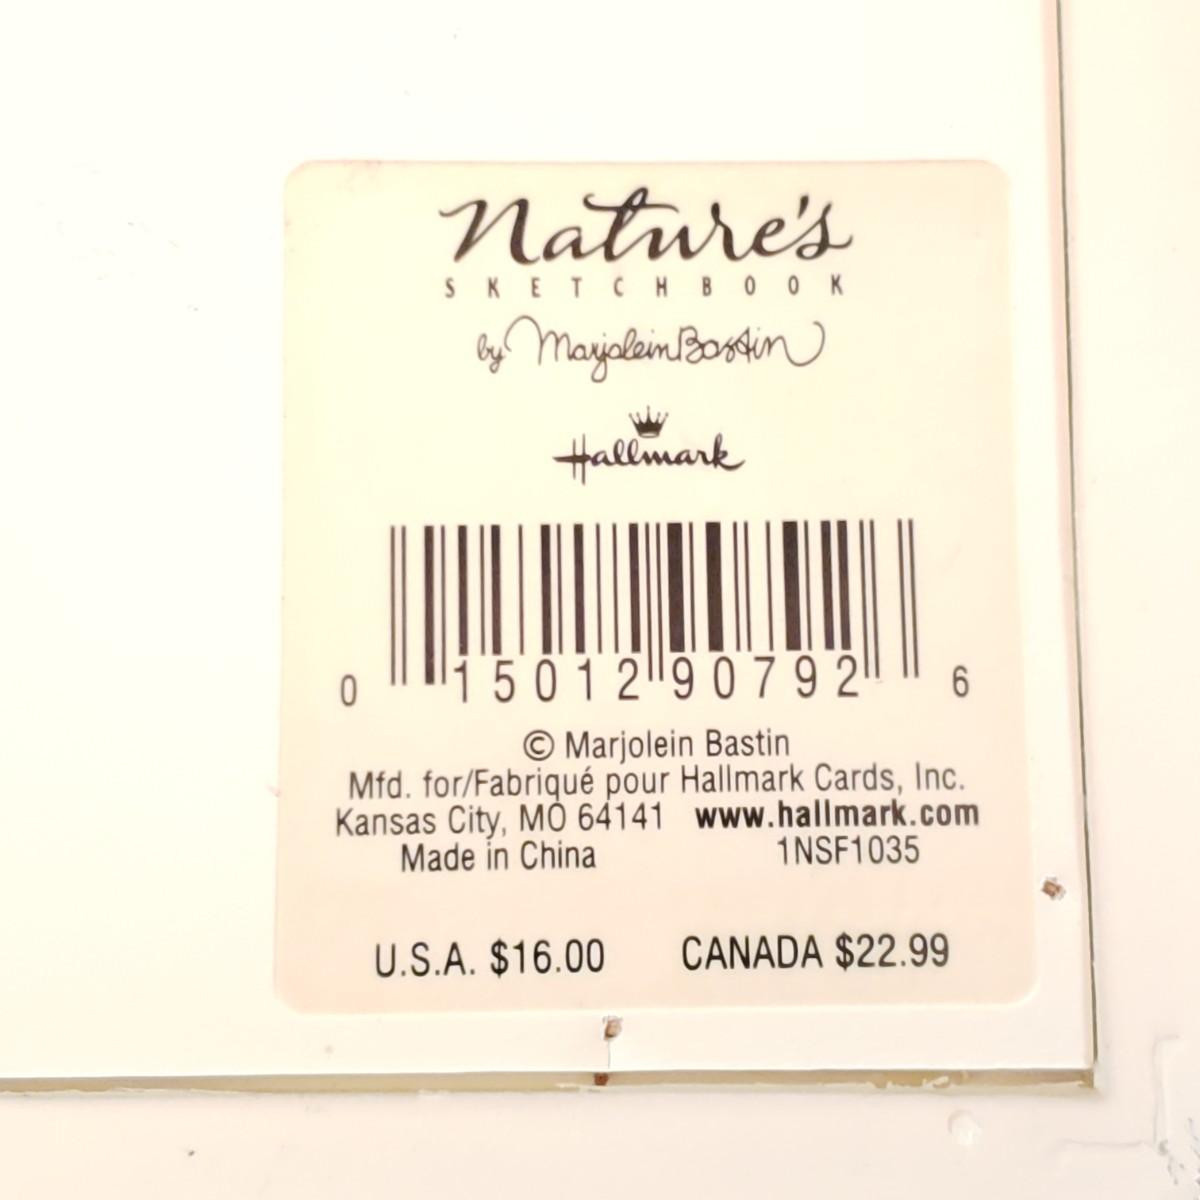 Nature's
SKETCHBOOK
by Marjolein Bastin
Hallmark
0 15012 90792 6
© Marjolein Bastin
Mfd. for/Fabriqué pour Hallmark Cards, Inc.
Kansas City, MO 64141 www.hallmark.com
Made in China 1NSF1035
U.S.A. $16.00 CANADA $22.99